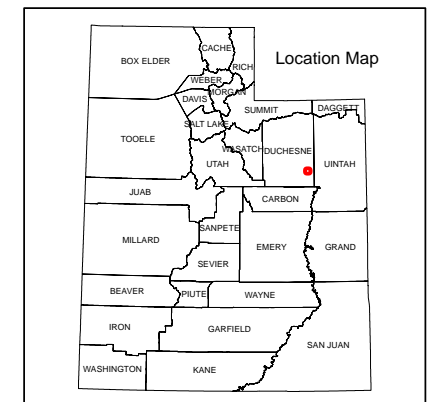 Location Map
CACHE
BOX ELDER
RICH
WEBER
MORGAN
DAVIS
SUMMIT
DAGGETT
SALT LAKE
TOOELE
WASATCH
DUCHESNE
UTAH
UINTAH
JUAB
CARBON
SANPETE
MILLARD
EMERY
GRAND
SEVIER
BEAVER
PIUTE
WAYNE
IRON
GARFIELD
SAN JUAN
WASHINGTON
KANE